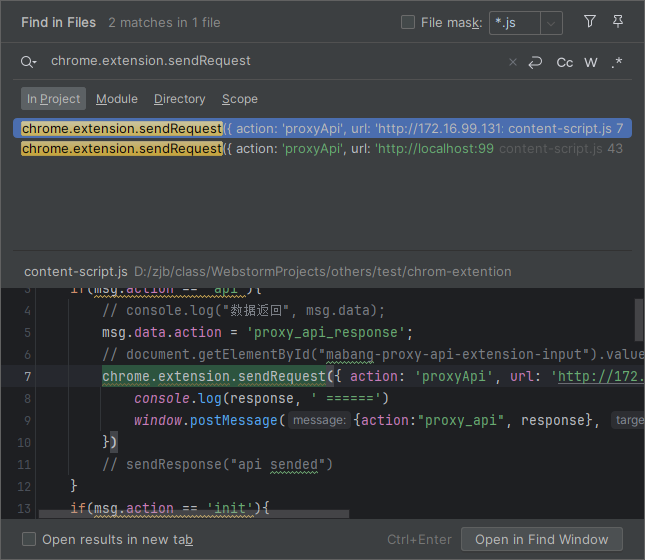 Find in Files 2 matches in 1 file File mask: *.js
chrome.extension.sendRequest Cc W .*
In Project Module Directory Scope
chrome.extension.sendRequest({ action: 'proxyApi', url: 'http://172.16.99.131: content-script.js 7
chrome.extension.sendRequest({ action: 'proxyApi', url: 'http://localhost:99 content-script.js 43
content-script.js D:/zjb/class/WebstormProjects/others/test/chrom-extention
3 if(msg.action == 'api'){
4 // console.log("数据返回", msg.data);
5 msg.data.action = 'proxy_api_response';
6 // document.getElementById("mabang-proxy-api-extension-input").value
7 chrome.extension.sendRequest({ action: 'proxyApi', url: 'http://172.
8 console.log(response, ' ======')
9 window.postMessage( message: {action:"proxy_api", response}, targe
10 })
11 // sendResponse("api sended")
12 }
13 if(msg.action == 'init'){
Open results in new tab Ctrl+Enter Open in Find Window